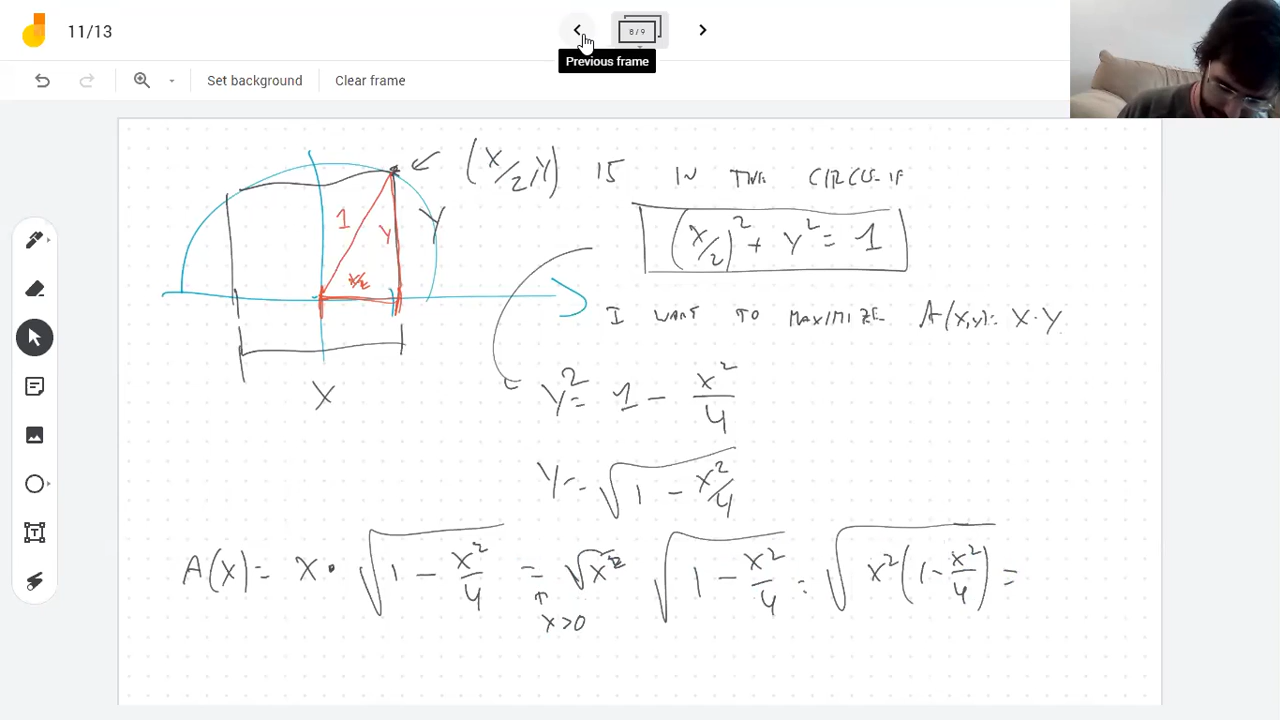 11/13
8/9
Previous frame
Set background
Clear frame
(x/2, y) IS IN THE CIRCLE IF
1
y
y
x/2
(x/2)² + y² = 1
I WANT TO MAXIMIZE A(x,y) = x · y
x
y² = 1 - x²/4
y = √(1 - x²/4)
A(x) = x · √(1 - x²/4) = √x² √(1 - x²/4) = √(x²(1 - x²/4)) =
↑
x>0